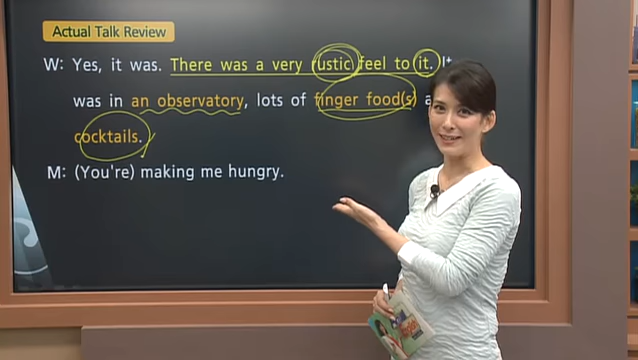 Actual Talk Review
W: Yes, it was. There was a very rustic feel to it. It
was in an observatory, lots of finger food(s) a
cocktails.
M: (You're) making me hungry.